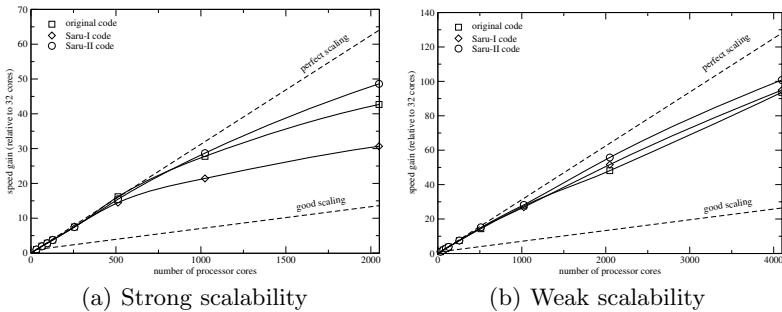 70
60
50
40
30
20
10
0
speed gain (relative to 32 cores)
original code
Saru-I code
Saru-II code
perfect scaling
good scaling
0
500
1000
1500
2000
number of processor cores
(a) Strong scalability
140
120
100
80
60
40
20
0
speed gain (relative to 32 cores)
original code
Saru-I code
Saru-II code
perfect scaling
good scaling
0
1000
2000
3000
4000
number of processor cores
(b) Weak scalability